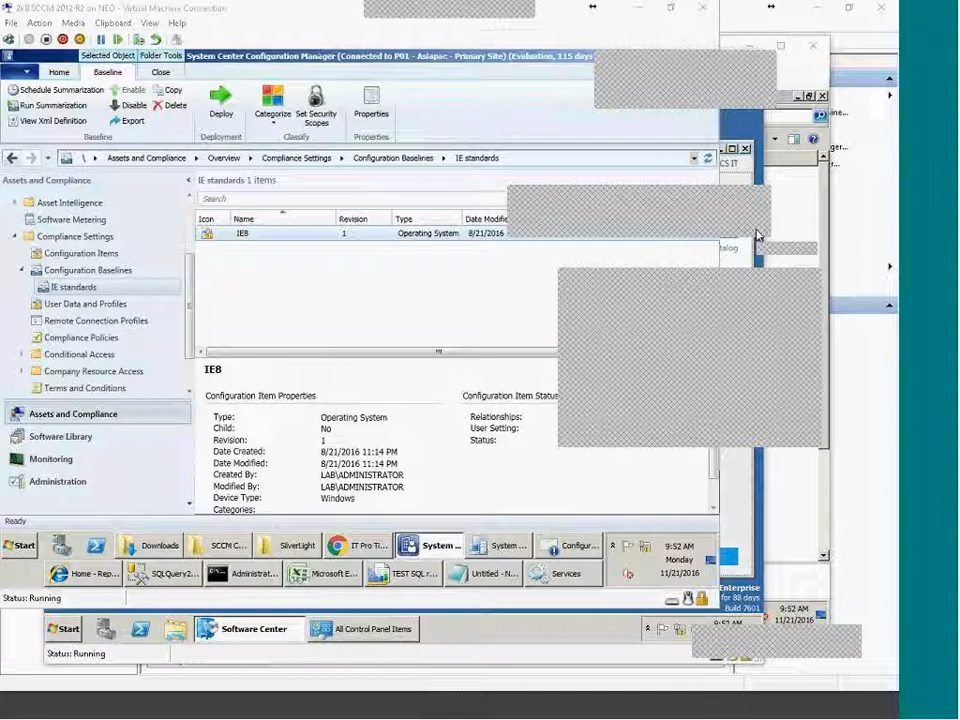 2k8 SCCM 2012 R2 on NEO - Virtual Machine Connection
File Action Media Clipboard View Help
Selected Object Folder Tools System Center Configuration Manager (Connected to P01 - Asiapac - Primary Site) (Evaluation, 115 days
Home Baseline Close
Schedule Summarization Enable Copy
Run Summarization Disable Delete
View Xml Definition Export
Deploy Categorize Set Security Scopes Properties
Baseline Deployment Classify Properties
\ Assets and Compliance Overview Compliance Settings Configuration Baselines IE standards
CS IT
Assets and Compliance
IE standards 1 items
Search
Icon Name Revision Type Date Modifie
IE8 1 Operating System 8/21/2016
talog
Asset Intelligence
Software Metering
Compliance Settings
Configuration Items
Configuration Baselines
IE standards
User Data and Profiles
Remote Connection Profiles
Compliance Policies
Conditional Access
Company Resource Access
Terms and Conditions
Assets and Compliance
Software Library
Monitoring
Administration
IE8
Configuration Item Properties
Type: Operating System
Child: No
Revision: 1
Date Created: 8/21/2016 11:14 PM
Date Modified: 8/21/2016 11:14 PM
Created By: LAB\ADMINISTRATOR
Modified By: LAB\ADMINISTRATOR
Device Type: Windows
Categories:
Configuration Item Status
Relationships:
User Setting:
Status:
Ready
Start Downloads SCCM C... SilverLight IT Pro Ti... System ... System ... Configur...
9:52 AM
Monday
11/21/2016
Home - Rep... SQLQuery2... Administrat... Microsoft E... TEST SQL r... Untitled - N... Services
Status: Running
Enterprise
for 88 days
Build 7601
Start Software Center All Control Panel Items
9:52 AM
11/21/2016
Status: Running